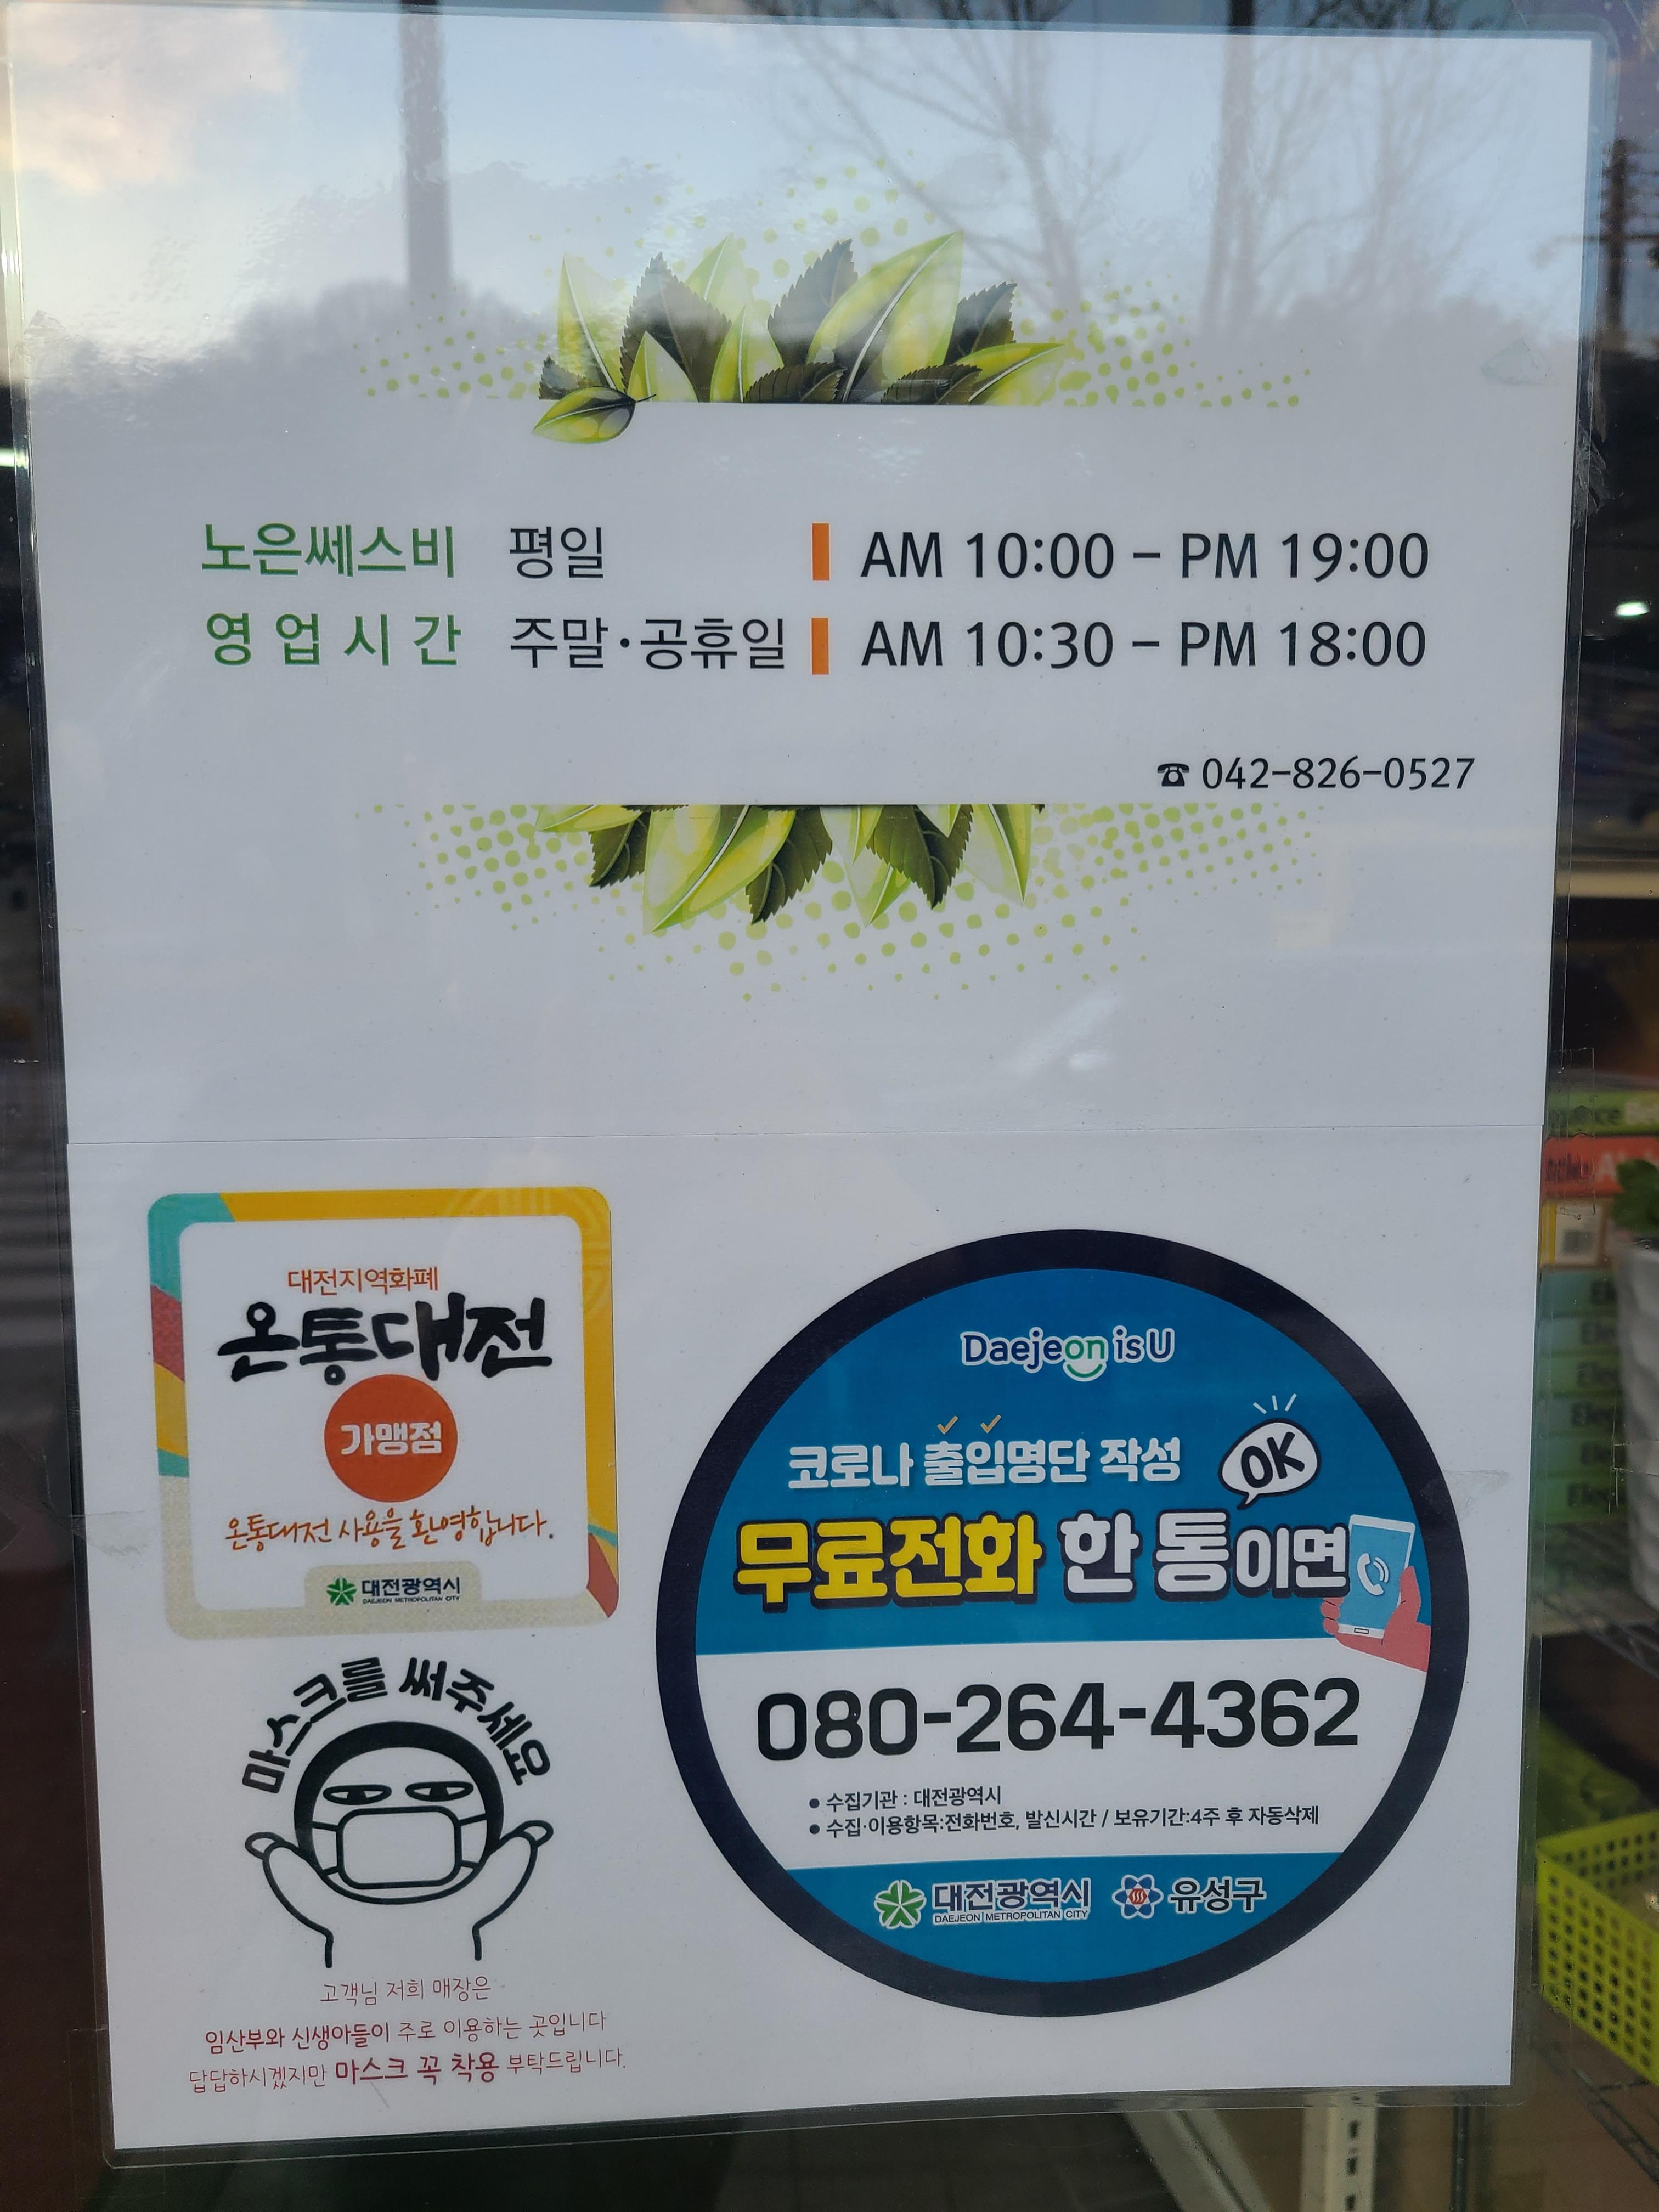 노은쎄스비 평일 AM 10:00 - PM 19:00
영업시간 주말·공휴일 AM 10:30 - PM 18:00
☎ 042-826-0527
대전지역화폐
온통대전
가맹점
온통대전 사용을 환영합니다.
대전광역시
DAEJEON METROPOLITAN CITY
마스크를 써주세요
고객님 저희 매장은
임산부와 신생아들이 주로 이용하는 곳입니다
답답하시겠지만 마스크 꼭 착용 부탁드립니다.
Daejeon is U
코로나 출입명단 작성 OK
무료전화 한 통이면
080-264-4362
• 수집기관 : 대전광역시
• 수집·이용항목:전화번호, 발신시간 / 보유기간:4주 후 자동삭제
대전광역시 유성구
DAEJEON METROPOLITAN CITY